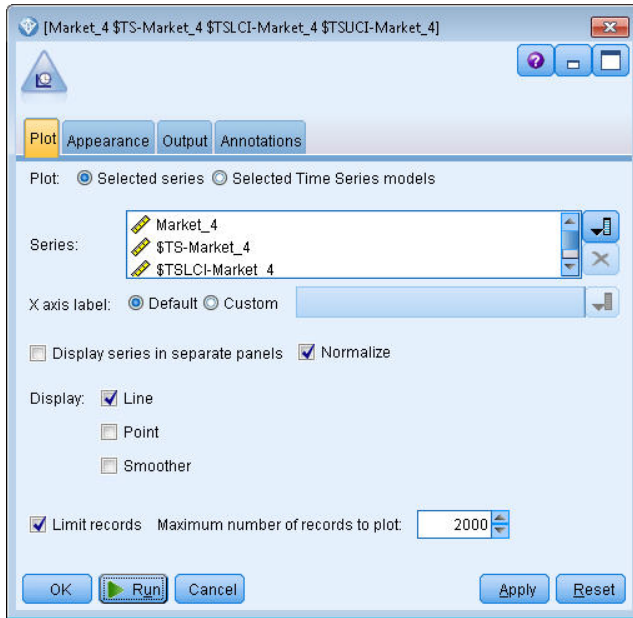 [Market_4 $TS-Market_4 $TSLCI-Market_4 $TSUCI-Market_4]
Plot Appearance Output Annotations
Plot: Selected series Selected Time Series models
Series:
Market_4
$TS-Market_4
$TSLCI-Market_4
X axis label: Default Custom
Display series in separate panels Normalize
Display: Line
Point
Smoother
Limit records Maximum number of records to plot: 2000
OK Run Cancel Apply Reset